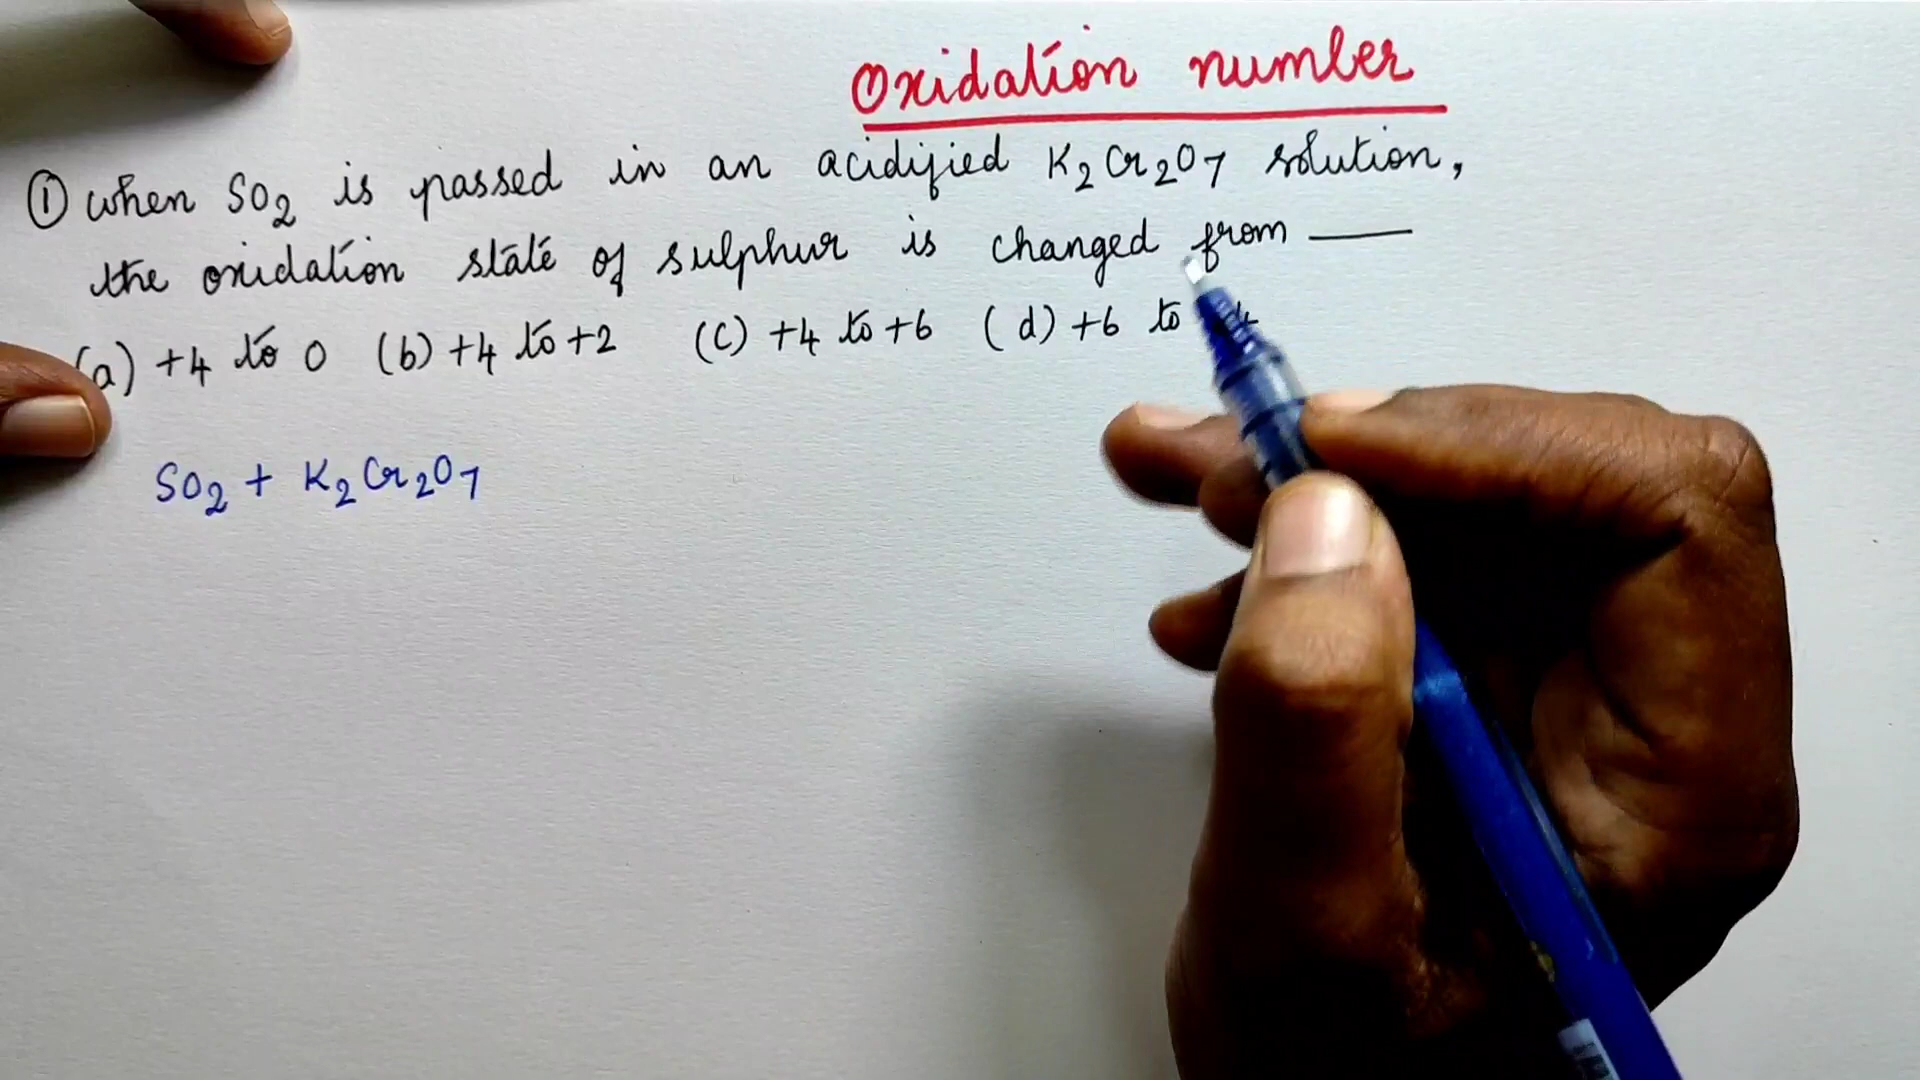 Oxidation number
① When SO2 is passed in an acidified K2Cr2O7 solution,
the oxidation state of sulphur is changed from ___
(a) +4 to 0 (b) +4 to +2 (c) +4 to +6 (d) +6 to
SO2 + K2Cr2O7